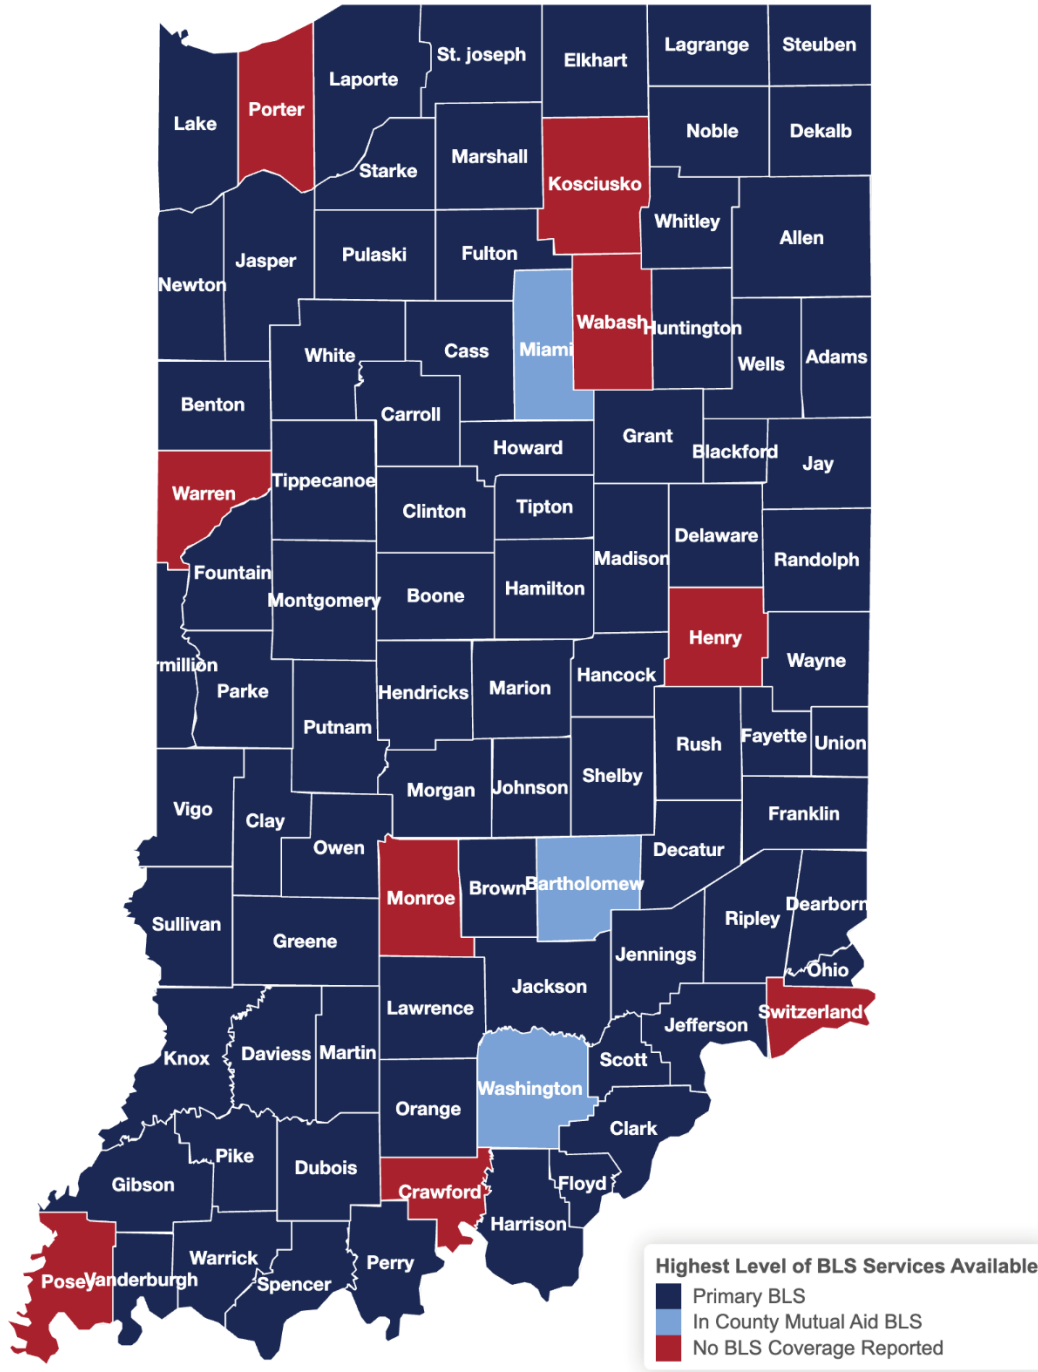 St. joseph
Elkhart
Lagrange
Steuben
Laporte
Porter
Lake
Noble
Dekalb
Marshall
Starke
Kosciusko
Whitley
Allen
Fulton
Pulaski
Jasper
Newton
Wabash
Huntington
Miami
Cass
White
Wells
Adams
Benton
Carroll
Grant
Howard
Blackford
Jay
Tippecanoe
Warren
Clinton
Tipton
Delaware
Madison
Randolph
Fountain
Montgomery
Boone
Hamilton
Henry
Wayne
rmillion
Parke
Hendricks
Marion
Hancock
Putnam
Rush
Fayette
Union
Shelby
Morgan
Johnson
Vigo
Clay
Franklin
Owen
Decatur
Monroe
Brown
Bartholomew
Dearborn
Ripley
Sullivan
Greene
Jennings
Ohio
Jackson
Lawrence
Switzerland
Jefferson
Knox
Daviess
Martin
Scott
Washington
Orange
Clark
Pike
Dubois
Gibson
Crawford
Floyd
Harrison
Warrick
Perry
Posey
Vanderburgh
Spencer
Highest Level of BLS Services Available
Primary BLS
In County Mutual Aid BLS
No BLS Coverage Reported